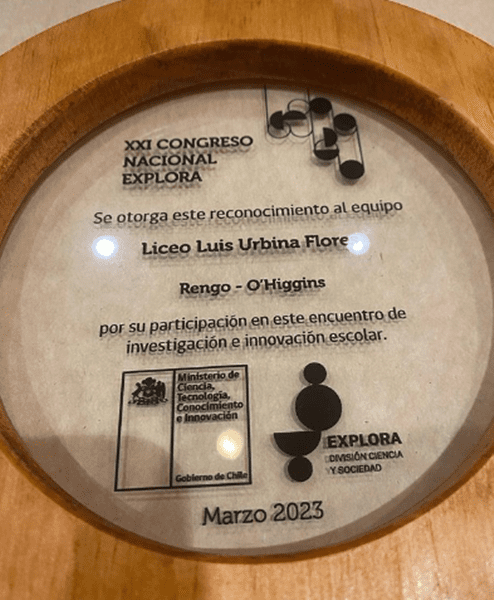 XXI CONGRESO
NACIONAL
EXPLORA
Se otorga este reconocimiento al equipo
Liceo Luis Urbina
Rengo - O'Higgins
por su participación en este encuentro de
investigación e innovación escolar.
Ministerio de
Ciencia,
Tecnología,
Conocimiento
e Innovación
Gobierno de Chile
EXPLORA
DIVISIÓN CIENCIA
Y SOCIEDAD
Marzo 2023